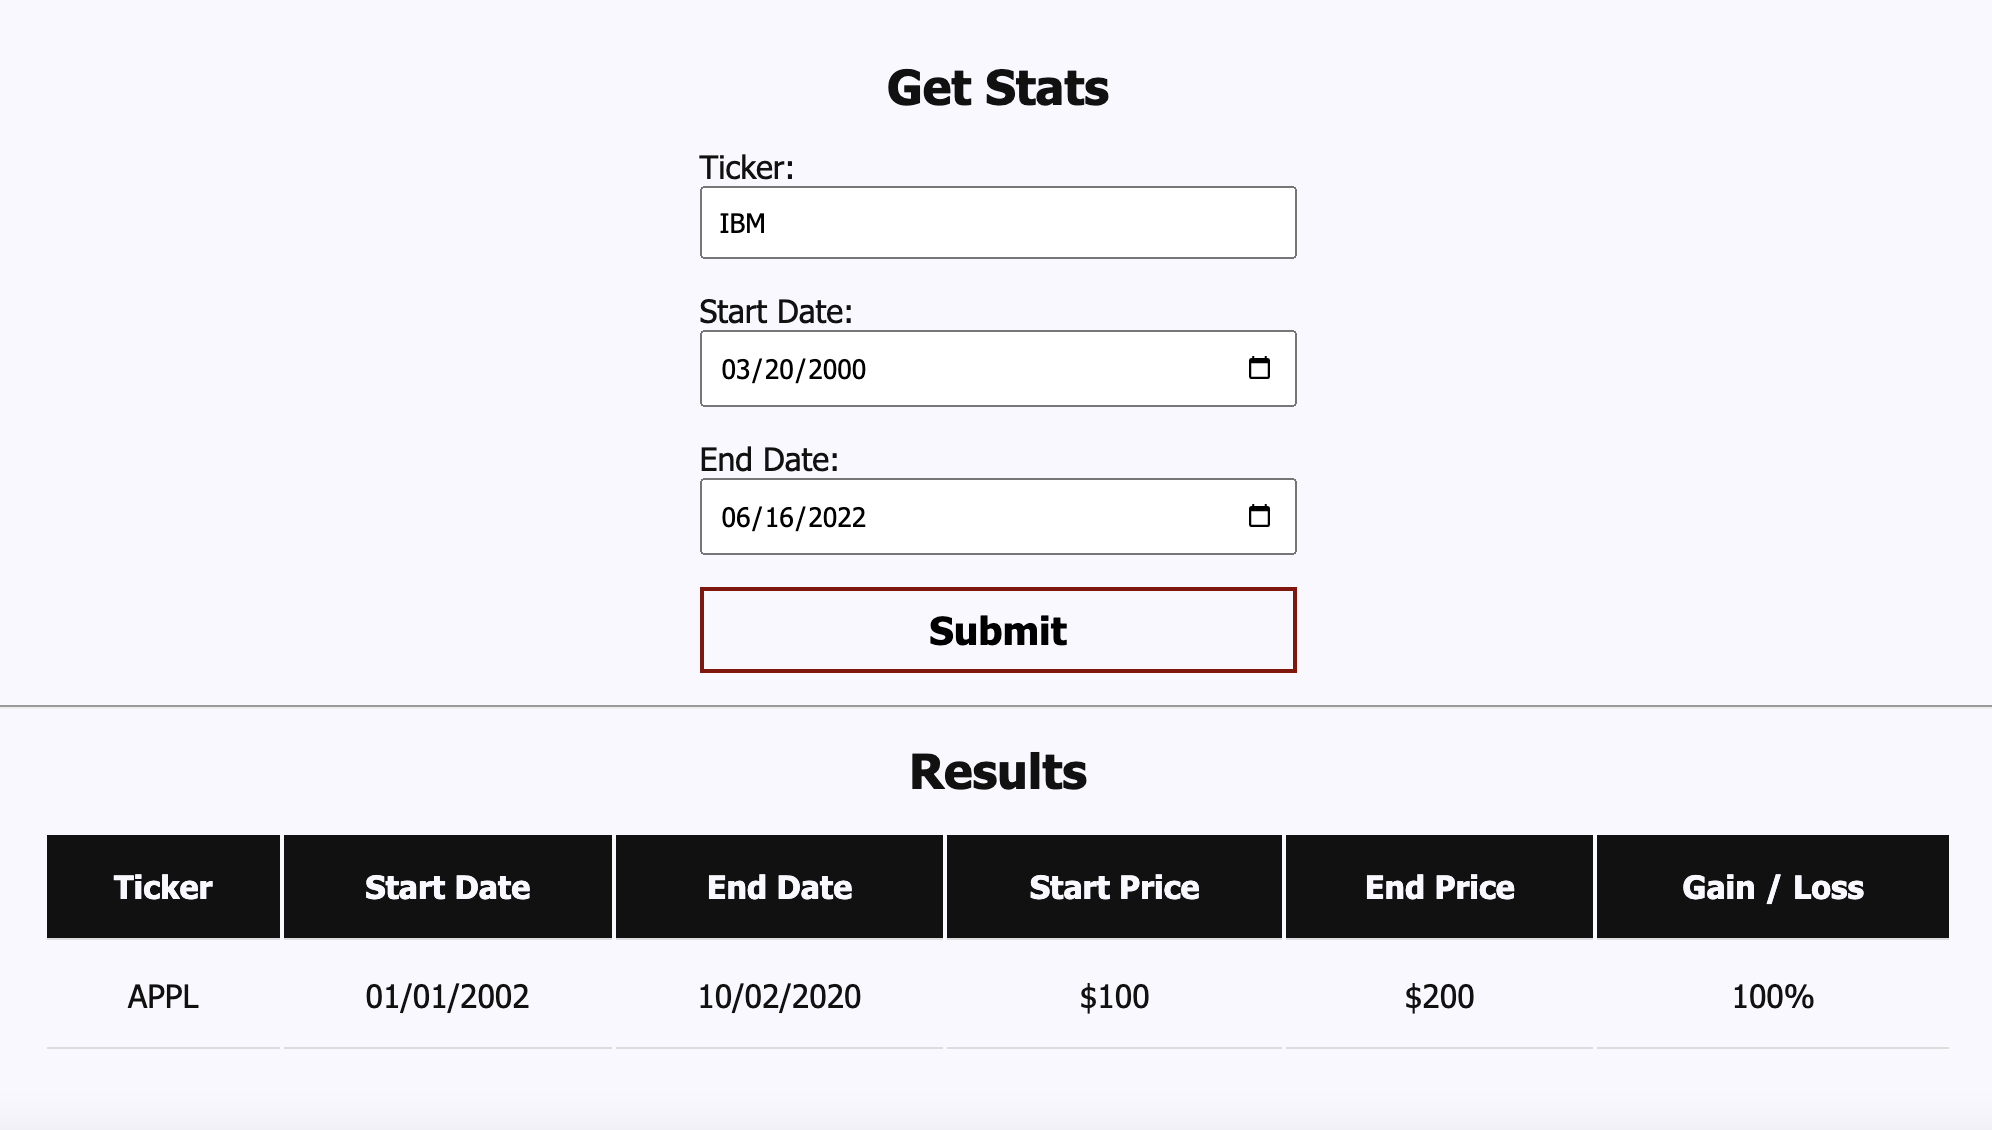 Get Stats
Ticker:
IBM
Start Date:
03/20/2000
End Date:
06/16/2022
Submit
Results
Ticker Start Date End Date Start Price End Price Gain / Loss
APPL 01/01/2002 10/02/2020 $100 $200 100%